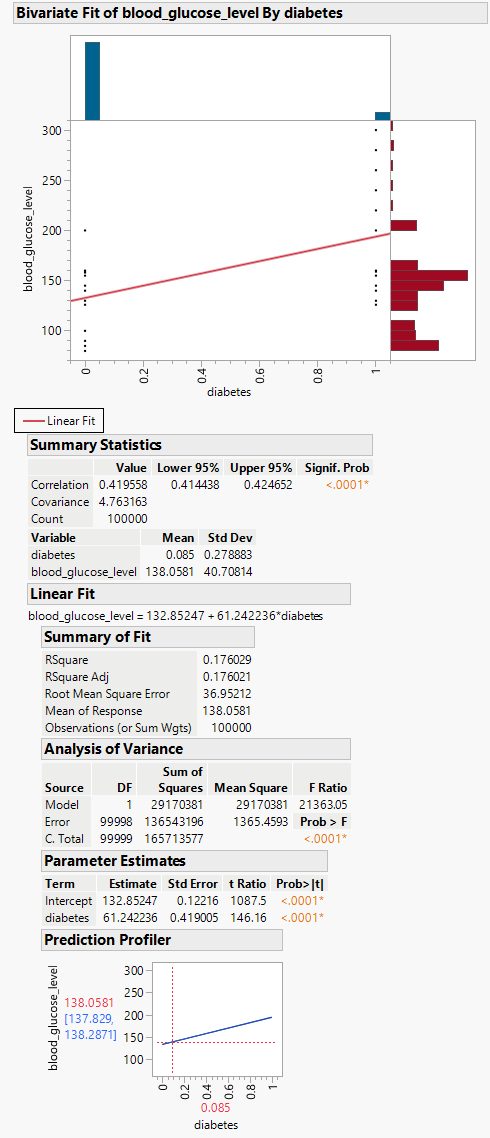 Bivariate Fit of blood_glucose_level By diabetes
300
250
200
150
100
blood_glucose_level
0 0.2 0.4 0.6 0.8 1
diabetes
Linear Fit
Summary Statistics
Value Lower 95% Upper 95% Signif. Prob
Correlation 0.419558 0.414438 0.424652 <.0001*
Covariance 4.763163
Count 100000
Variable Mean Std Dev
diabetes 0.085 0.278883
blood_glucose_level 138.0581 40.70814
Linear Fit
blood_glucose_level = 132.85247 + 61.242236*diabetes
Summary of Fit
RSquare 0.176029
RSquare Adj 0.176021
Root Mean Square Error 36.95212
Mean of Response 138.0581
Observations (or Sum Wgts) 100000
Analysis of Variance
Sum of
Source DF Squares Mean Square F Ratio
Model 1 29170381 29170381 21363.05
Error 99998 136543196 1365.4593 Prob > F
C. Total 99999 165713577 <.0001*
Parameter Estimates
Term Estimate Std Error t Ratio Prob>|t|
Intercept 132.85247 0.12216 1087.5 <.0001*
diabetes 61.242236 0.419005 146.16 <.0001*
Prediction Profiler
blood_glucose_level
138.0581
[137.829,
138.2871]
300
250
200
150
100
0 0.2 0.4 0.6 0.8 1
0.085
diabetes